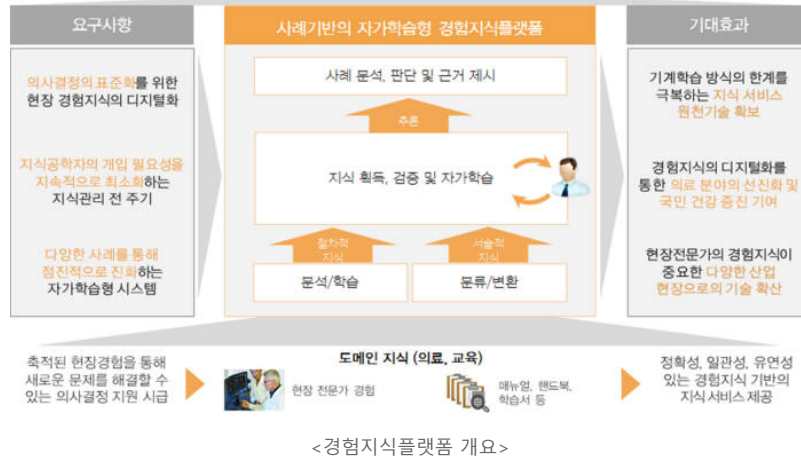 요구사항
의사결정의 표준화를 위한
현장 경험지식의 디지털화
지식공학자의 개입 필요성을
지속적으로 최소화하는
지식관리 전 주기
다양한 사례를 통해
점진적으로 진화하는
자가학습형 시스템
사례기반의 자가학습형 경험지식플랫폼
사례 분석, 판단 및 근거 제시
추론
지식 획득, 검증 및 자가학습
절차적
지식
서술적
지식
분석/학습
분류/변환
기대효과
기계학습 방식의 한계를
극복하는 지식 서비스
원천기술 확보
경험지식의 디지털화를
통한 의료 분야의 선진화 및
국민 건강 증진 기여
현장전문가의 경험지식이
중요한 다양한 산업
현장으로의 기술 확산
축적된 현장경험을 통해
새로운 문제를 해결할 수
있는 의사결정 지원 시급
도메인 지식 (의료, 교육)
현장 전문가 경험
매뉴얼, 핸드북,
학습서 등
정확성, 일관성, 유연성
있는 경험지식 기반의
지식 서비스 제공
<경험지식플랫폼 개요>